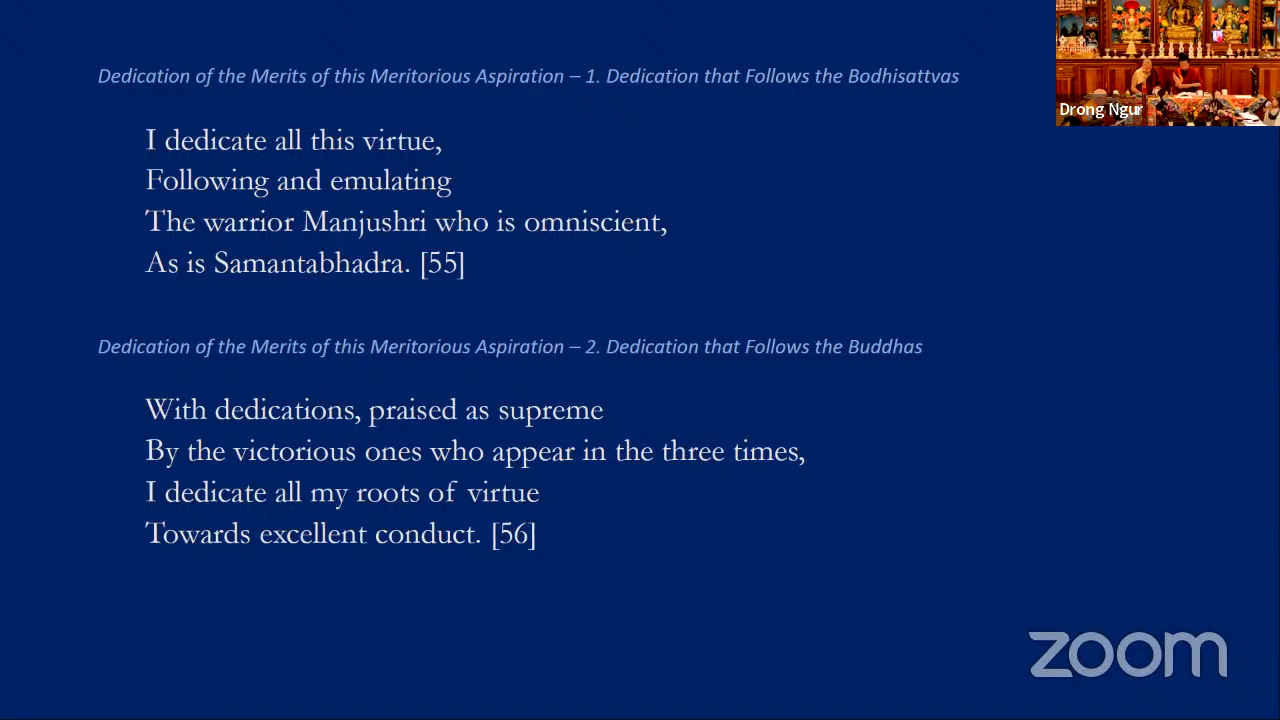 Dedication of the Merits of this Meritorious Aspiration – 1. Dedication that Follows the Bodhisattvas
Drong Ngur
I dedicate all this virtue,
Following and emulating
The warrior Manjushri who is omniscient,
As is Samantabhadra. [55]
Dedication of the Merits of this Meritorious Aspiration – 2. Dedication that Follows the Buddhas
With dedications, praised as supreme
By the victorious ones who appear in the three times,
I dedicate all my roots of virtue
Towards excellent conduct. [56]
zoom